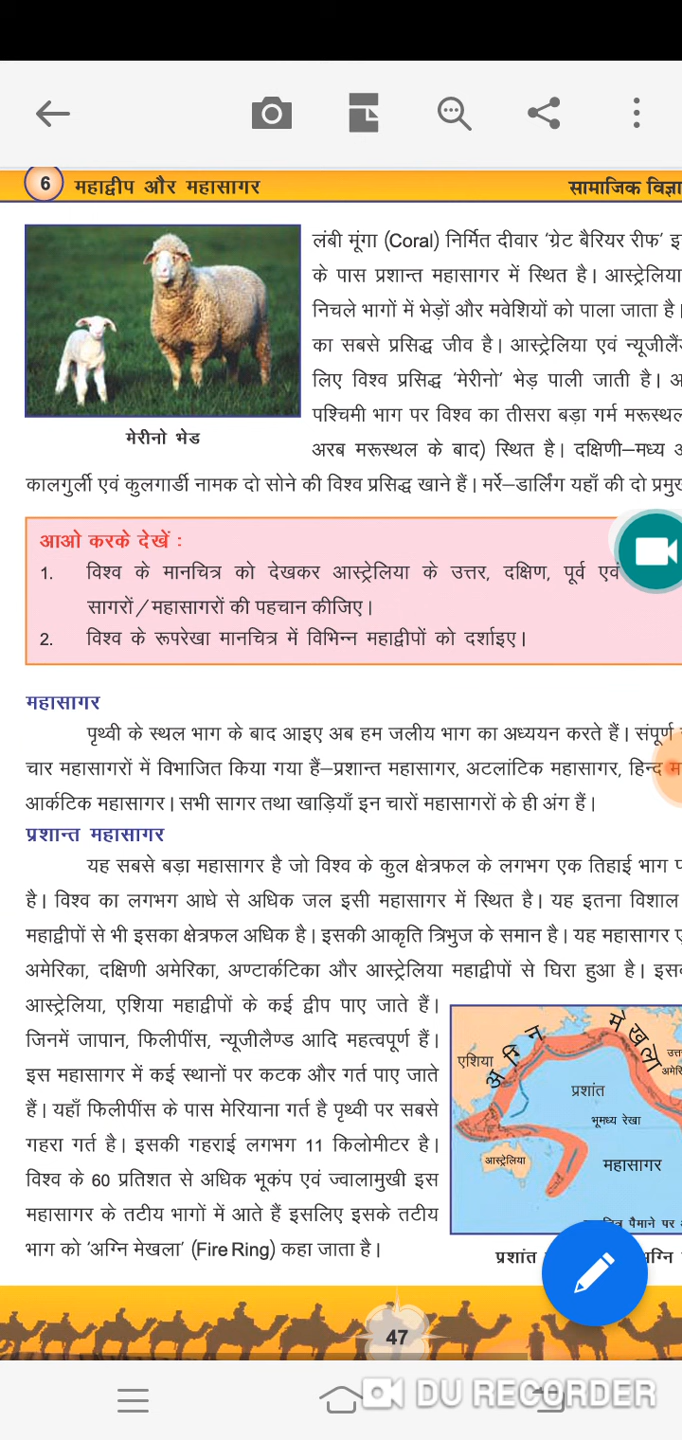 6 महाद्वीप और महासागर
सामाजिक विज्ञा
लंबी मूंगा (Coral) निर्मित दीवार 'ग्रेट बैरियर रीफ' इ
के पास प्रशान्त महासागर में स्थित है। आस्ट्रेलिया
निचले भागों में भेड़ों और मवेशियों को पाला जाता है।
का सबसे प्रसिद्ध जीव है। आस्ट्रेलिया एवं न्यूजीलैंड
लिए विश्व प्रसिद्ध 'मेरीनो' भेड़ पाली जाती है। अ
पश्चिमी भाग पर विश्व का तीसरा बड़ा गर्म मरूस्थल
मेरीनो भेड
अरब मरूस्थल के बाद) स्थित है। दक्षिणी–मध्य अ
कालगुर्ली एवं कुलगार्डी नामक दो सोने की विश्व प्रसिद्ध खाने हैं। मर्रे–डार्लिंग यहाँ की दो प्रमुख
आओ करके देखें :
1. विश्व के मानचित्र को देखकर आस्ट्रेलिया के उत्तर, दक्षिण, पूर्व एवं
सागरों/महासागरों की पहचान कीजिए।
2. विश्व के रूपरेखा मानचित्र में विभिन्न महाद्वीपों को दर्शाइए।
महासागर
पृथ्वी के स्थल भाग के बाद आइए अब हम जलीय भाग का अध्ययन करते हैं। संपूर्ण
चार महासागरों में विभाजित किया गया हैं–प्रशान्त महासागर, अटलांटिक महासागर, हिन्द म
आर्कटिक महासागर। सभी सागर तथा खाड़ियाँ इन चारों महासागरों के ही अंग हैं।
प्रशान्त महासागर
यह सबसे बड़ा महासागर है जो विश्व के कुल क्षेत्रफल के लगभग एक तिहाई भाग प
है। विश्व का लगभग आधे से अधिक जल इसी महासागर में स्थित है। यह इतना विशाल
महाद्वीपों से भी इसका क्षेत्रफल अधिक है। इसकी आकृति त्रिभुज के समान है। यह महासागर ए
अमेरिका, दक्षिणी अमेरिका, अण्टार्कटिका और आस्ट्रेलिया महाद्वीपों से घिरा हुआ है। इस
आस्ट्रेलिया, एशिया महाद्वीपों के कई द्वीप पाए जाते हैं।
जिनमें जापान, फिलीपींस, न्यूजीलैण्ड आदि महत्वपूर्ण हैं।
इस महासागर में कई स्थानों पर कटक और गर्त पाए जाते
हैं। यहाँ फिलीपींस के पास मेरियाना गर्त है पृथ्वी पर सबसे
गहरा गर्त है। इसकी गहराई लगभग 11 किलोमीटर है।
विश्व के 60 प्रतिशत से अधिक भूकंप एवं ज्वालामुखी इस
महासागर के तटीय भागों में आते हैं इसलिए इसके तटीय
भाग को 'अग्नि मेखला' (Fire Ring) कहा जाता है।
अग्नि मेखला
एशिया
उत्त
अमेरि
प्रशांत
भूमध्य रेखा
आस्ट्रेलिया
महासागर
पैमाने पर
प्रशांत
47
DU RECORDER